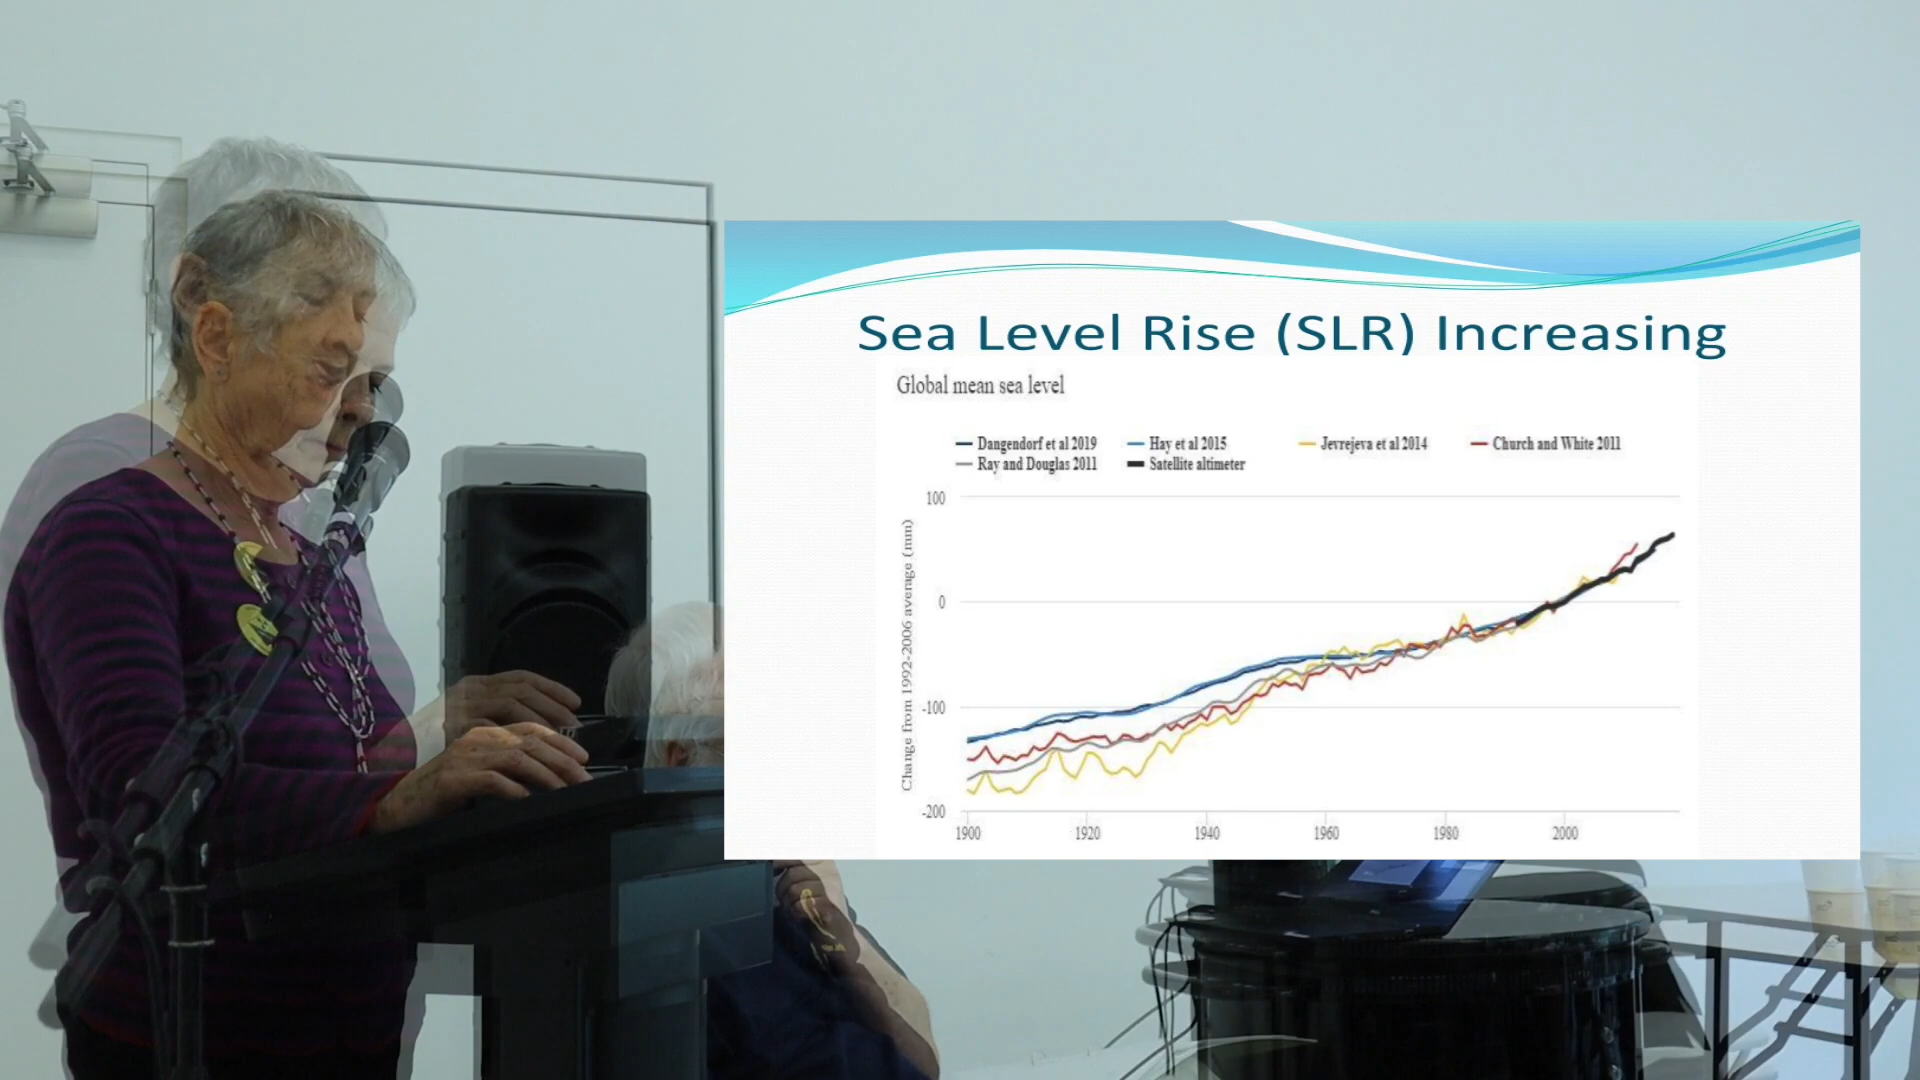 Sea Level Rise (SLR) Increasing
Global mean sea level
Dangendorf et al 2019 Hay et al 2015 Jevrejeva et al 2014 Church and White 2011
Ray and Douglas 2011 Satellite altimeter
Change from 1992-2006 average (mm)
100
0
-100
-200
1900 1920 1940 1960 1980 2000